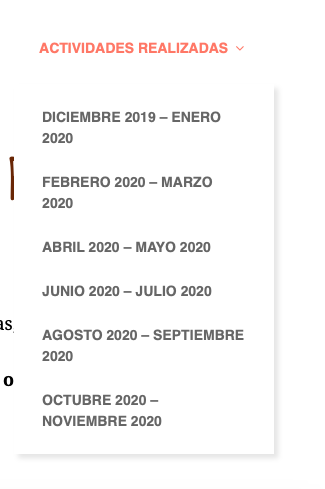 ACTIVIDADES REALIZADAS
DICIEMBRE 2019 – ENERO
2020
FEBRERO 2020 – MARZO
2020
ABRIL 2020 – MAYO 2020
JUNIO 2020 – JULIO 2020
as,
AGOSTO 2020 – SEPTIEMBRE
2020
o
OCTUBRE 2020 –
NOVIEMBRE 2020